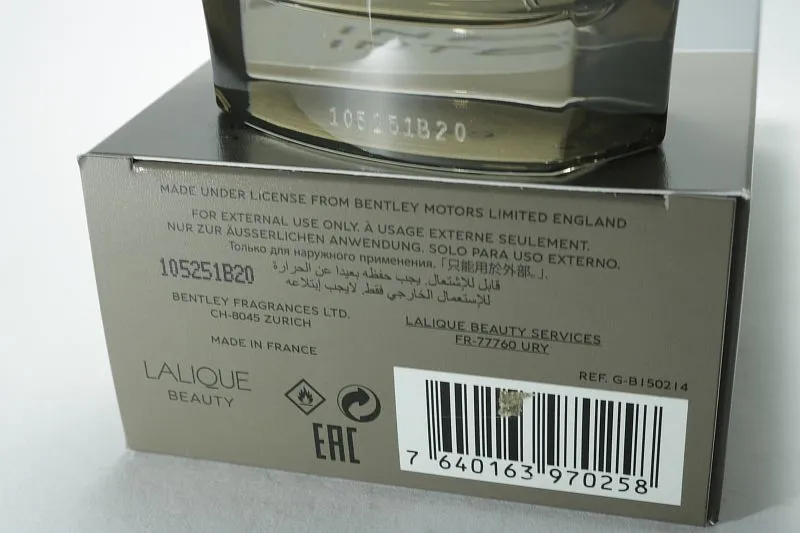 105251B20
MADE UNDER LICENSE FROM BENTLEY MOTORS LIMITED ENGLAND
FOR EXTERNAL USE ONLY. À USAGE EXTERNE SEULEMENT.
NUR ZUR ÄUSSERLICHEN ANWENDUNG. SOLO PARA USO EXTERNO.
Только для наружного применения. 「只能用於外部。」.
قابل للإشتعال. يجب حفظه بعيدا عن الحرارة
للإستعمال الخارجي فقط. لايجب إبتلاعه
105251B20
BENTLEY FRAGRANCES LTD.
CH-8045 ZURICH
LALIQUE BEAUTY SERVICES
FR-77760 URY
MADE IN FRANCE
REF. G-B150214
LALIQUE
BEAUTY
EAC
7 640163 970258